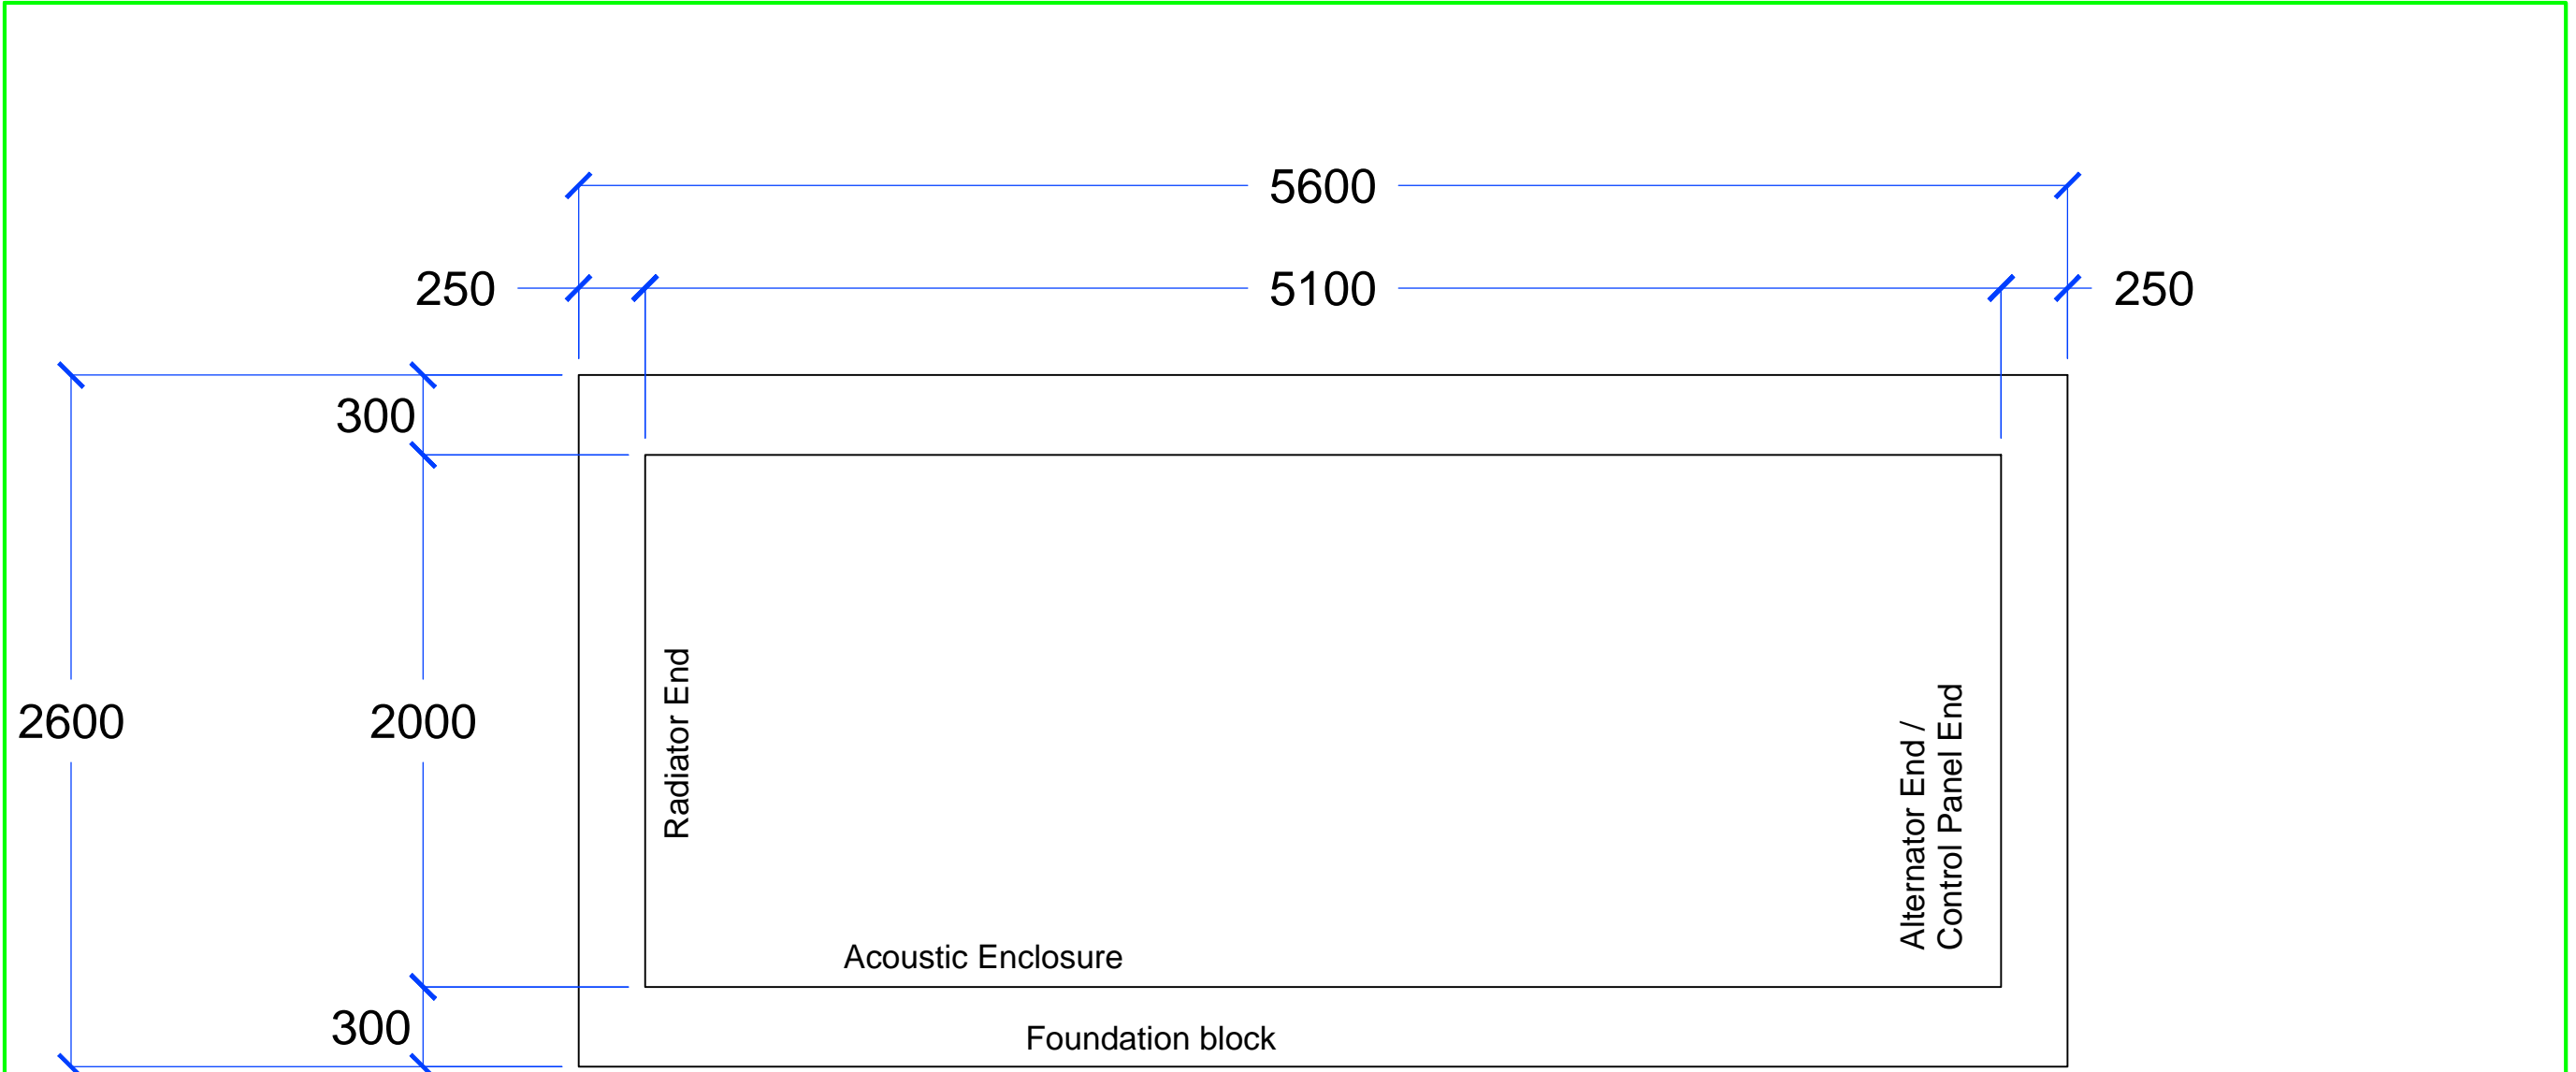 5600
250
5100
250
300
2600
2000
Radiator End
Alternator End /
Control Panel End
Acoustic Enclosure
300
Foundation block